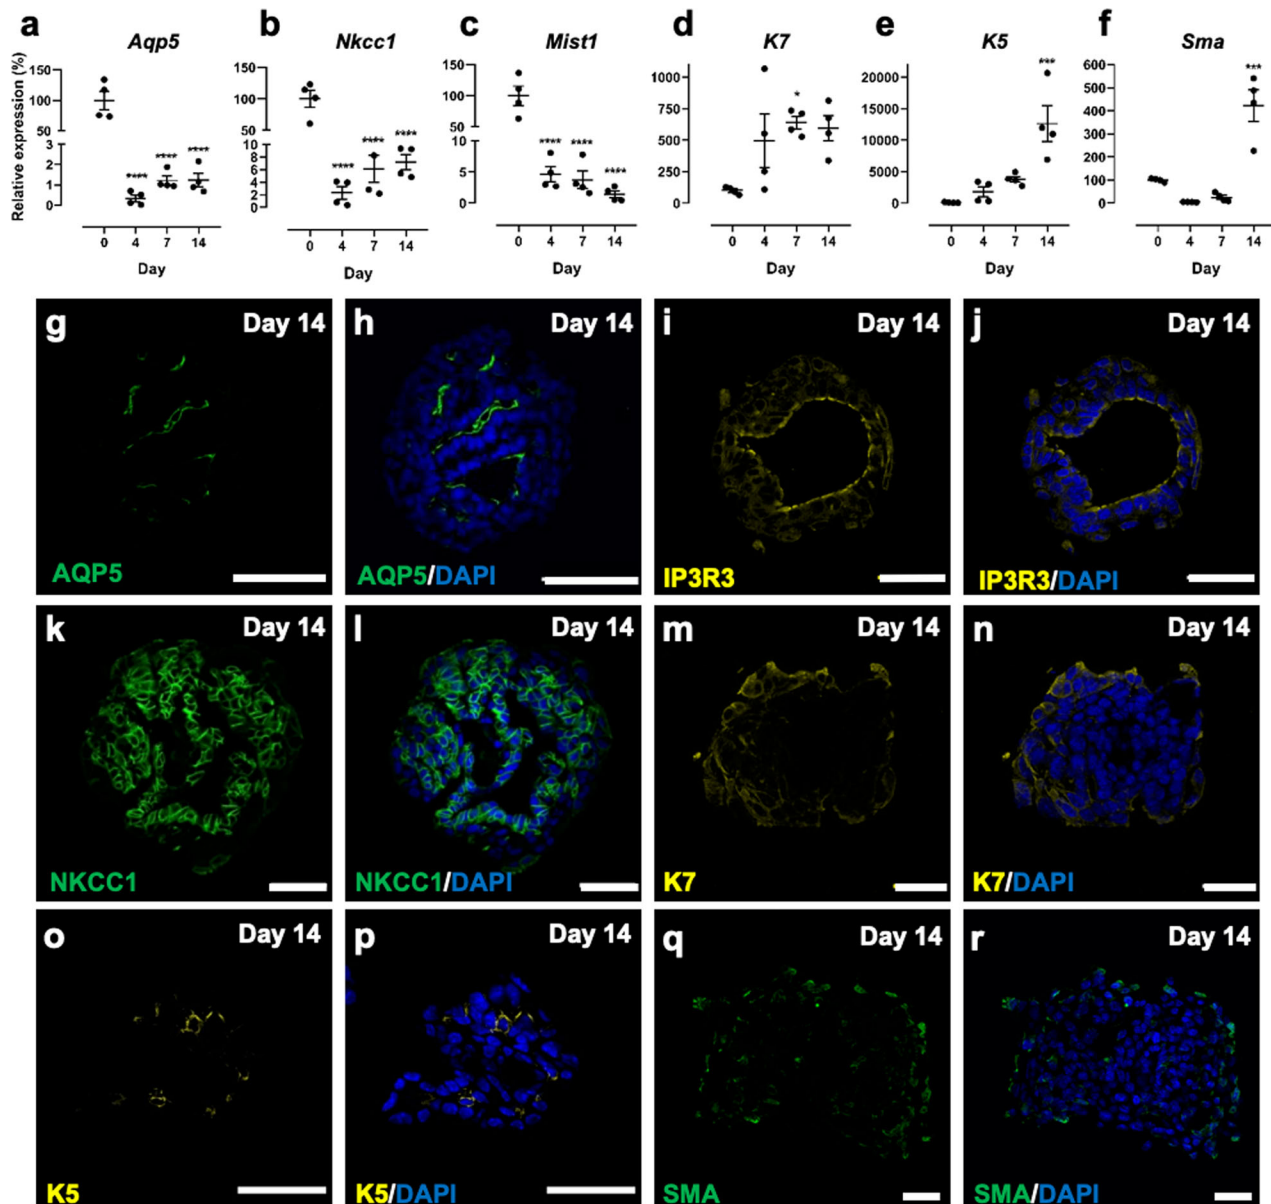 a
Aqp5
b
Nkcc1
c
Mist1
d
K7
e
K5
f
Sma
Relative expression (%)
150
100
50
3
2
1
0
****
****
****
0 4 7 14
Day
150
100
50
10
8
6
4
2
0
****
****
****
0 4 7 14
Day
150
100
50
10
5
0
****
****
****
0 4 7 14
Day
1000
750
500
250
0
*
0 4 7 14
Day
20000
15000
10000
5000
0
***
0 4 7 14
Day
600
500
400
300
200
100
0
***
0 4 7 14
Day
g Day 14
AQP5
h Day 14
AQP5/DAPI
i Day 14
IP3R3
j Day 14
IP3R3/DAPI
k Day 14
NKCC1
l Day 14
NKCC1/DAPI
m Day 14
K7
n Day 14
K7/DAPI
o Day 14
K5
p Day 14
K5/DAPI
q Day 14
SMA
r Day 14
SMA/DAPI